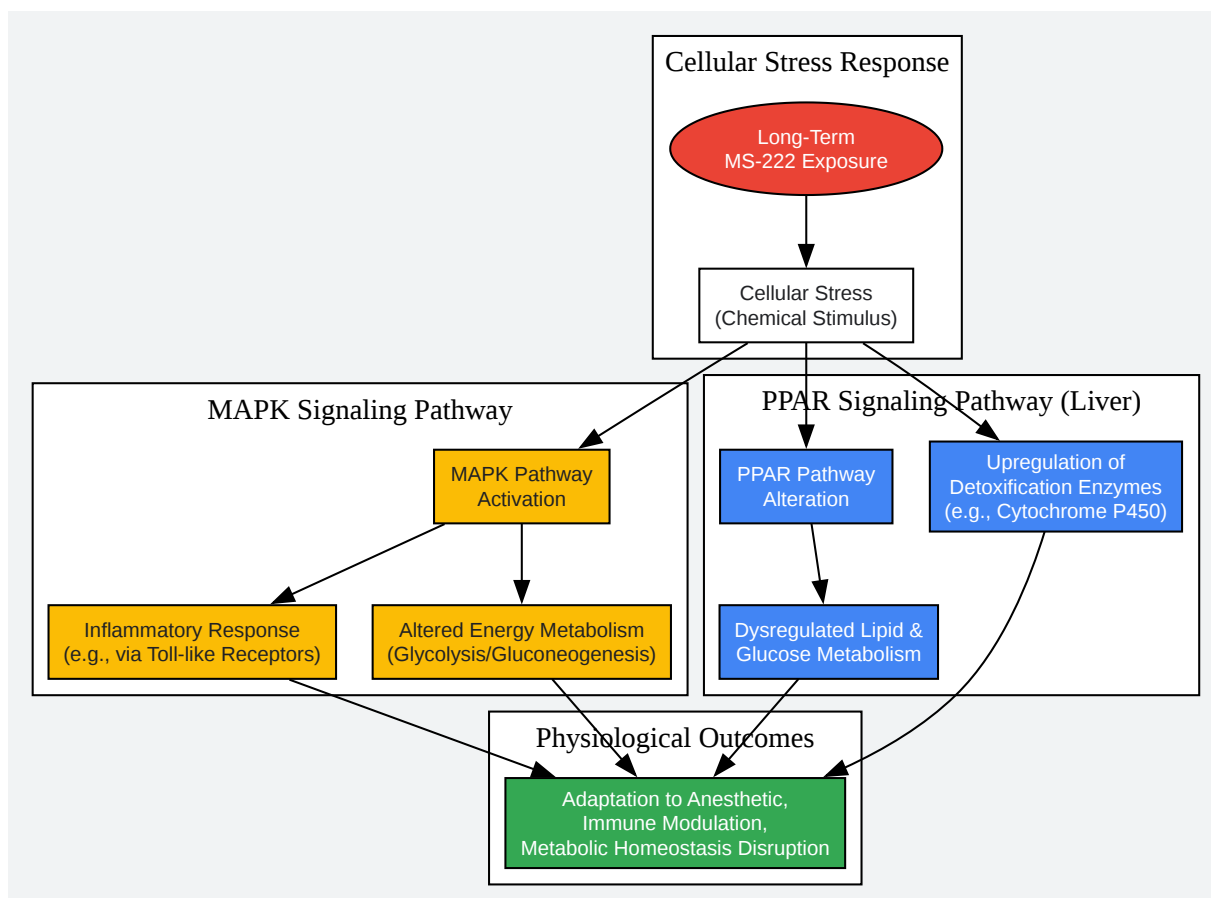 Cellular Stress Response
Long-Term
MS-222 Exposure
Cellular Stress
(Chemical Stimulus)
MAPK Signaling Pathway
MAPK Pathway
Activation
Inflammatory Response
(e.g., via Toll-like Receptors)
Altered Energy Metabolism
(Glycolysis/Gluconeogenesis)
PPAR Signaling Pathway (Liver)
PPAR Pathway
Alteration
Upregulation of
Detoxification Enzymes
(e.g., Cytochrome P450)
Dysregulated Lipid &
Glucose Metabolism
Physiological Outcomes
Adaptation to Anesthetic,
Immune Modulation,
Metabolic Homeostasis Disruption